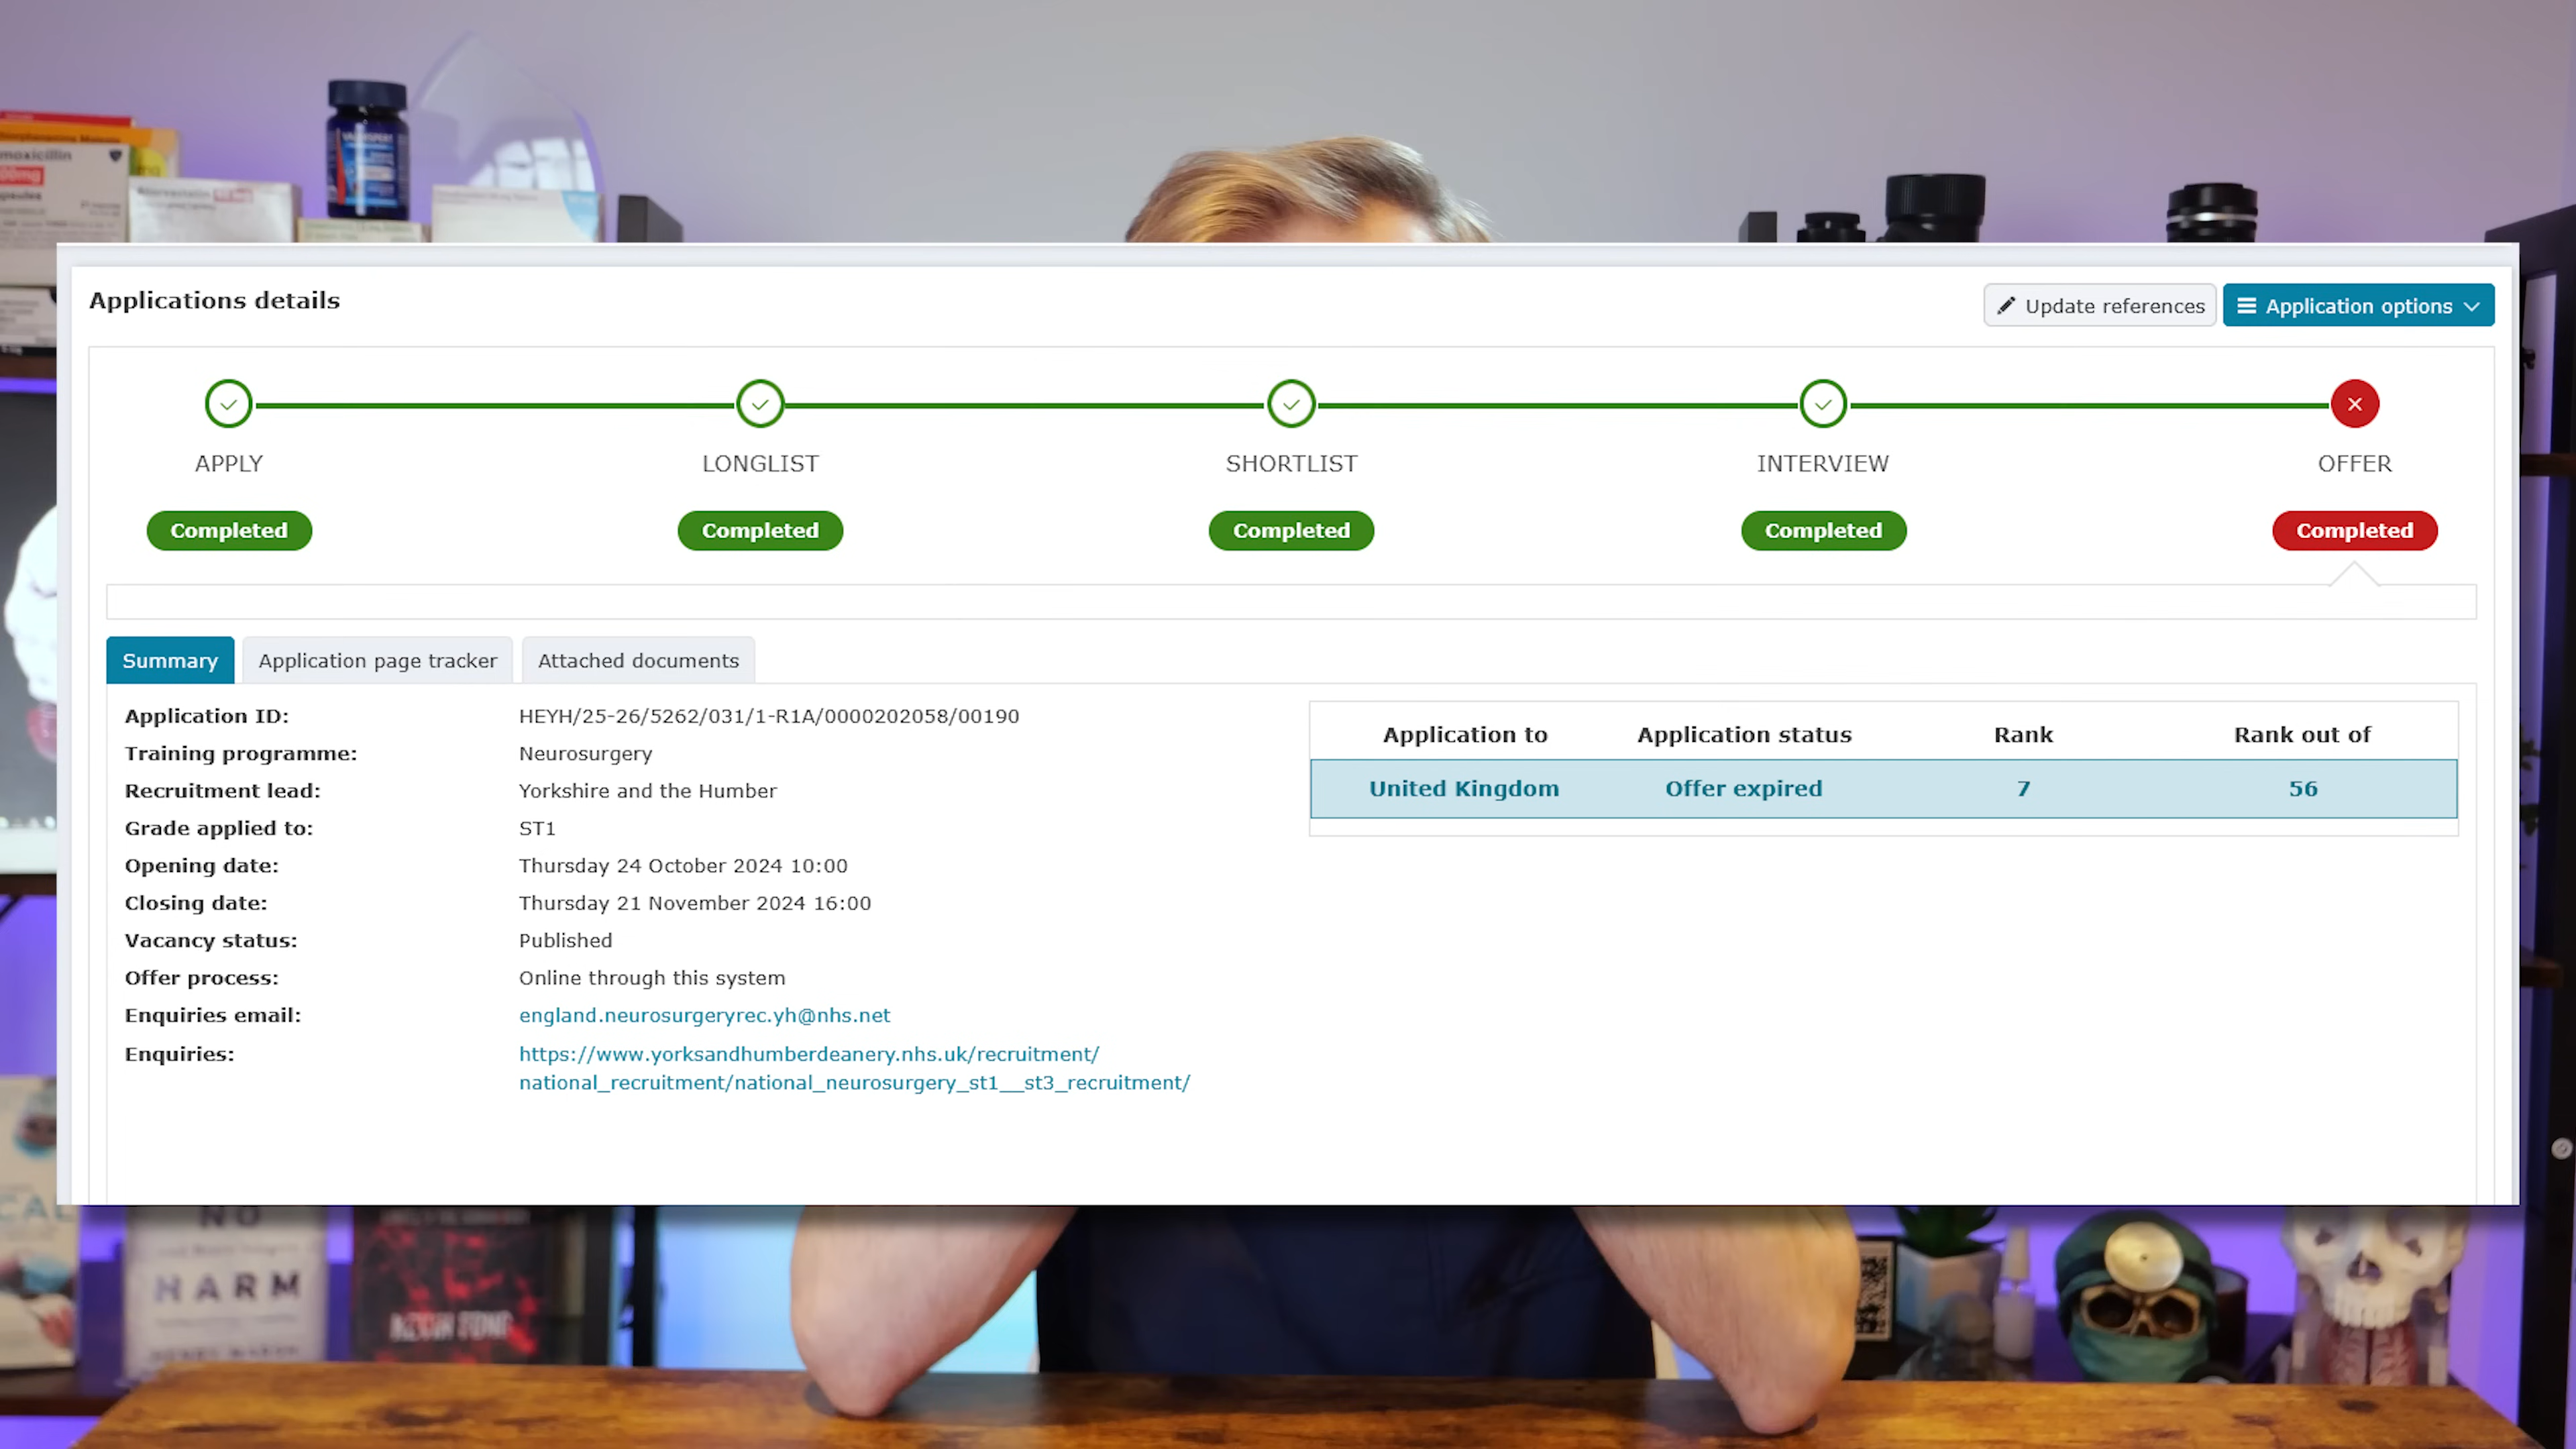 moxicillin
Applications details
Update references
Application options
APPLY
LONGLIST
SHORTLIST
INTERVIEW
OFFER
Completed
Completed
Completed
Completed
Completed
Summary
Application page tracker
Attached documents
Application ID: HEYH/25-26/5262/031/1-R1A/0000202058/00190
Training programme: Neurosurgery
Recruitment lead: Yorkshire and the Humber
Grade applied to: ST1
Opening date: Thursday 24 October 2024 10:00
Closing date: Thursday 21 November 2024 16:00
Vacancy status: Published
Offer process: Online through this system
Enquiries email: england.neurosurgeryrec.yh@nhs.net
Enquiries: https://www.yorksandhumberdeanery.nhs.uk/recruitment/
national_recruitment/national_neurosurgery_st1__st3_recruitment/
Application to Application status Rank Rank out of
United Kingdom Offer expired 7 56
CAL
NO
HARM